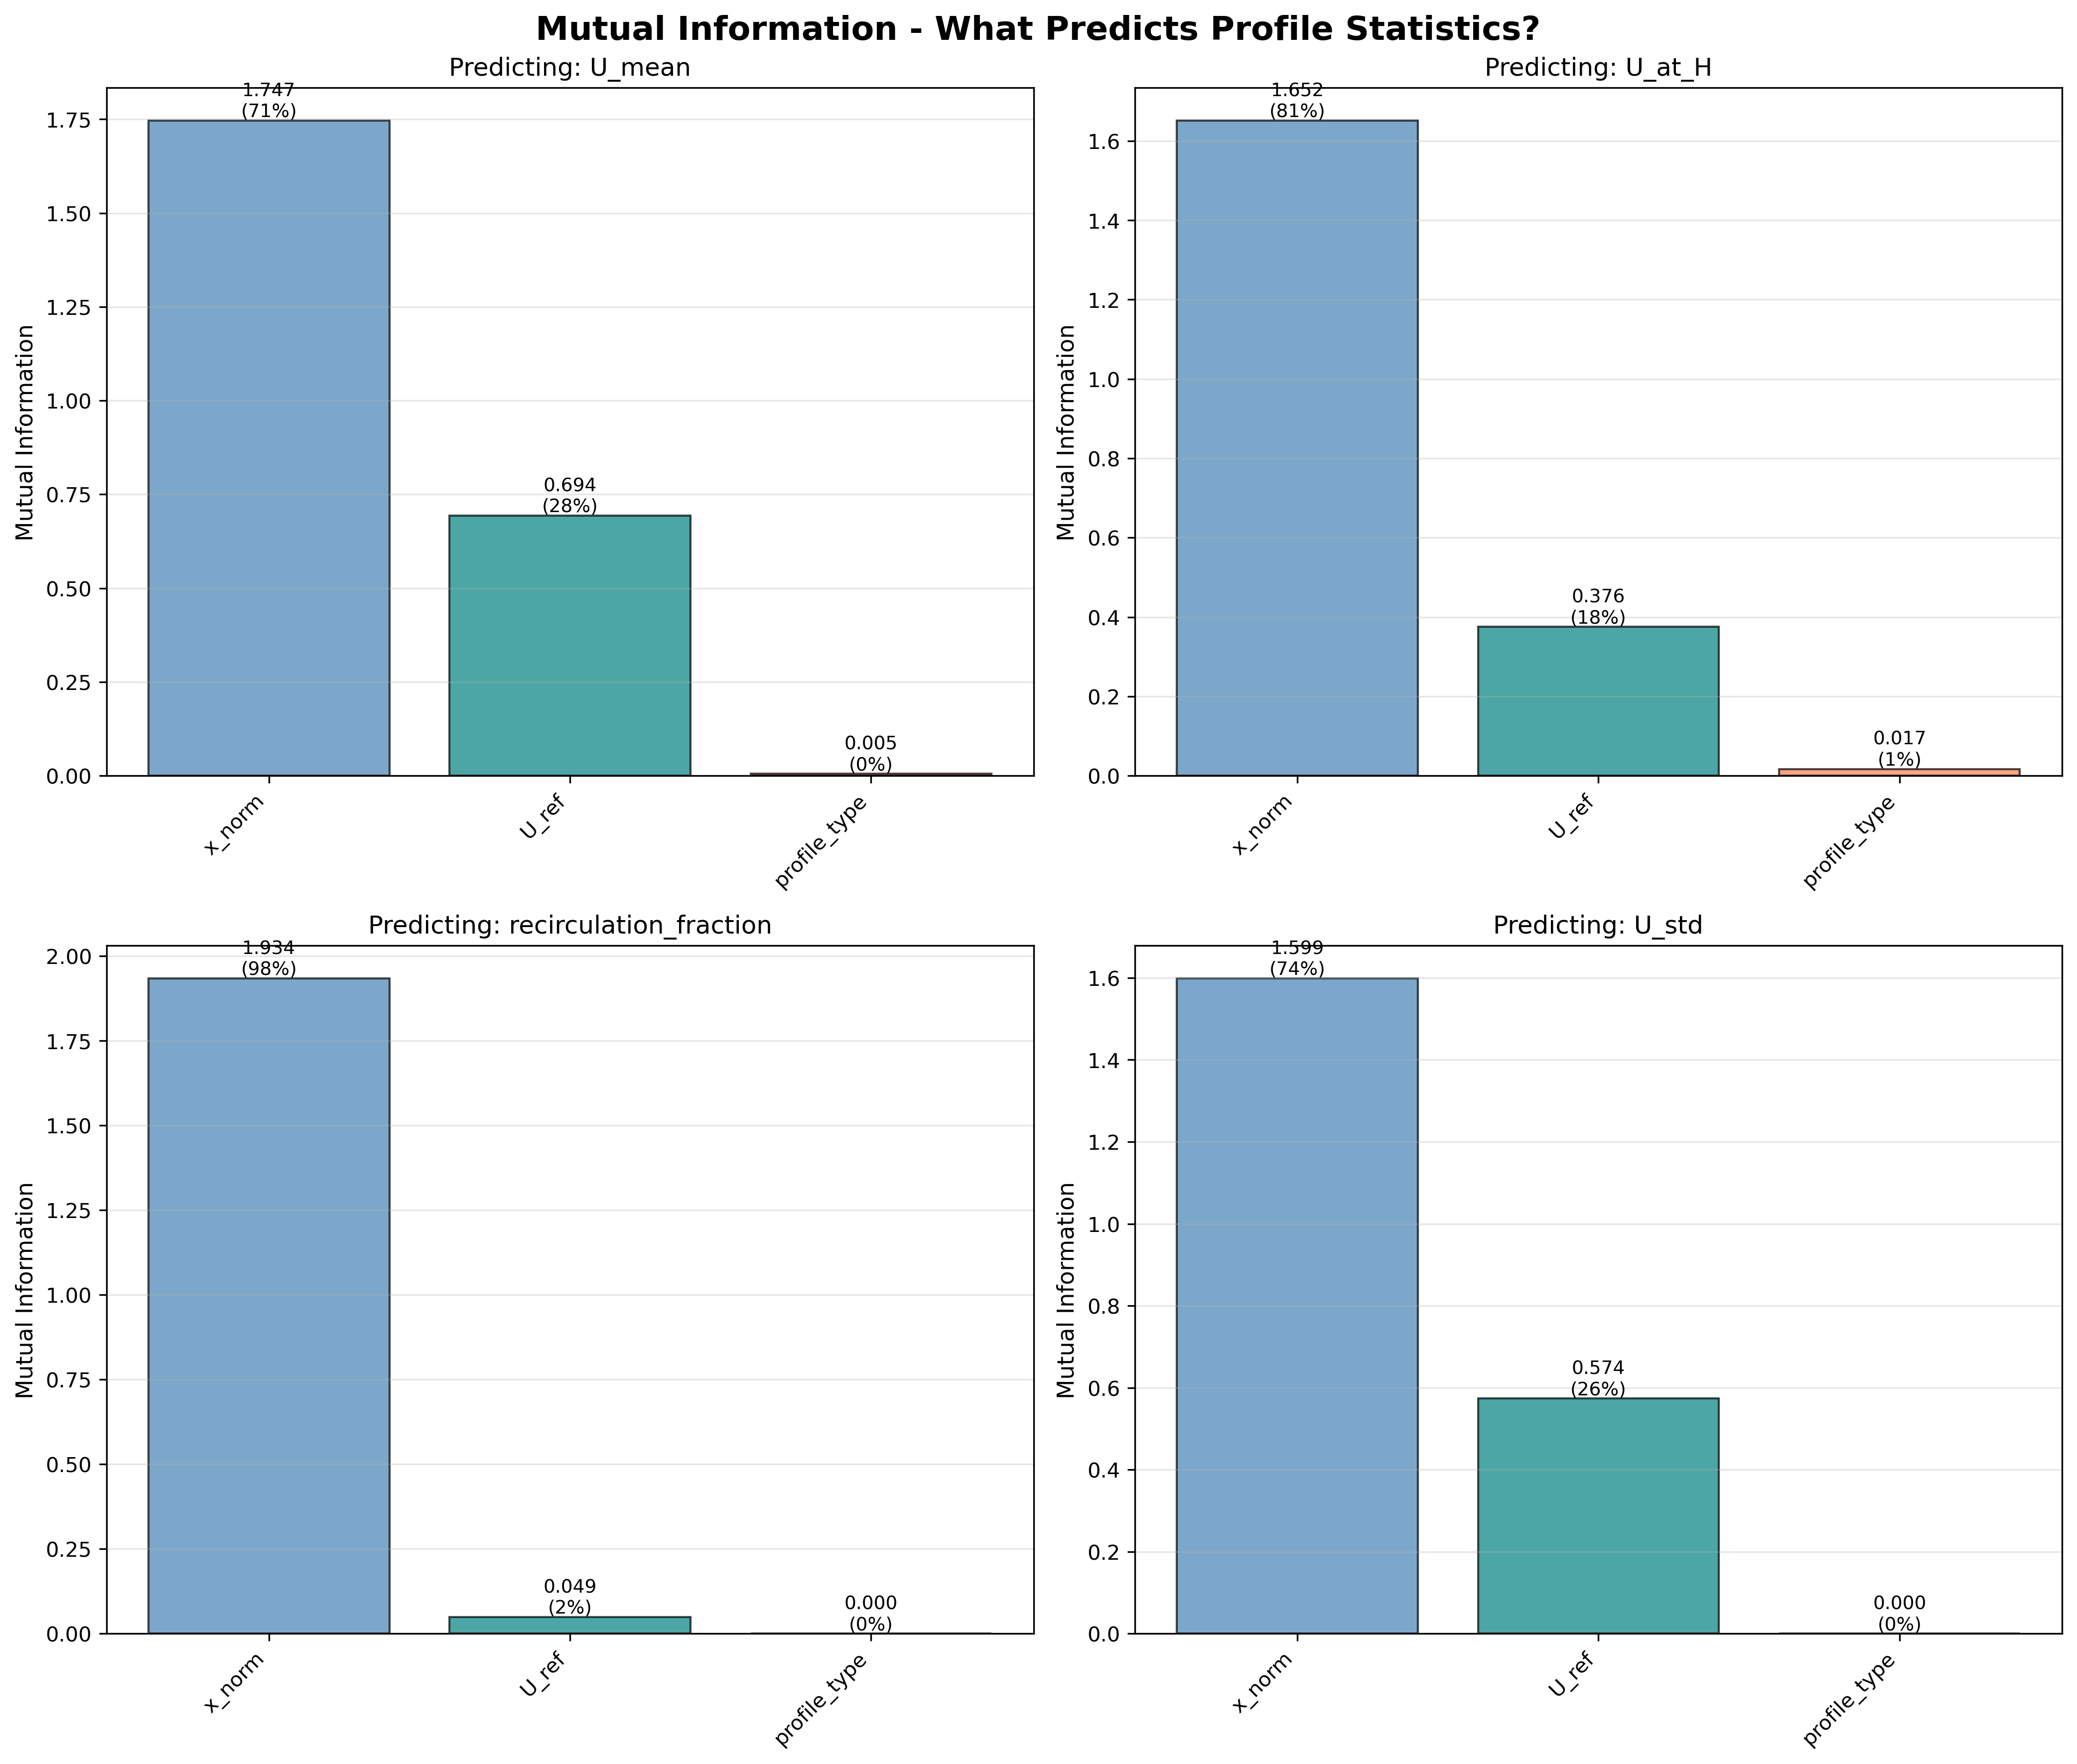 Mutual Information - What Predicts Profile Statistics?
Predicting: U_mean
Mutual Information
1.75
1.50
1.25
1.00
0.75
0.50
0.25
0.00
1.747
(71%)
0.694
(28%)
0.005
(0%)
x_norm
U_ref
profile_type
Predicting: U_at_H
Mutual Information
1.6
1.4
1.2
1.0
0.8
0.6
0.4
0.2
0.0
1.652
(81%)
0.376
(18%)
0.017
(1%)
x_norm
U_ref
profile_type
Predicting: recirculation_fraction
Mutual Information
2.00
1.75
1.50
1.25
1.00
0.75
0.50
0.25
0.00
1.934
(98%)
0.049
(2%)
0.000
(0%)
x_norm
U_ref
profile_type
Predicting: U_std
Mutual Information
1.6
1.4
1.2
1.0
0.8
0.6
0.4
0.2
0.0
1.599
(74%)
0.574
(26%)
0.000
(0%)
x_norm
U_ref
profile_type